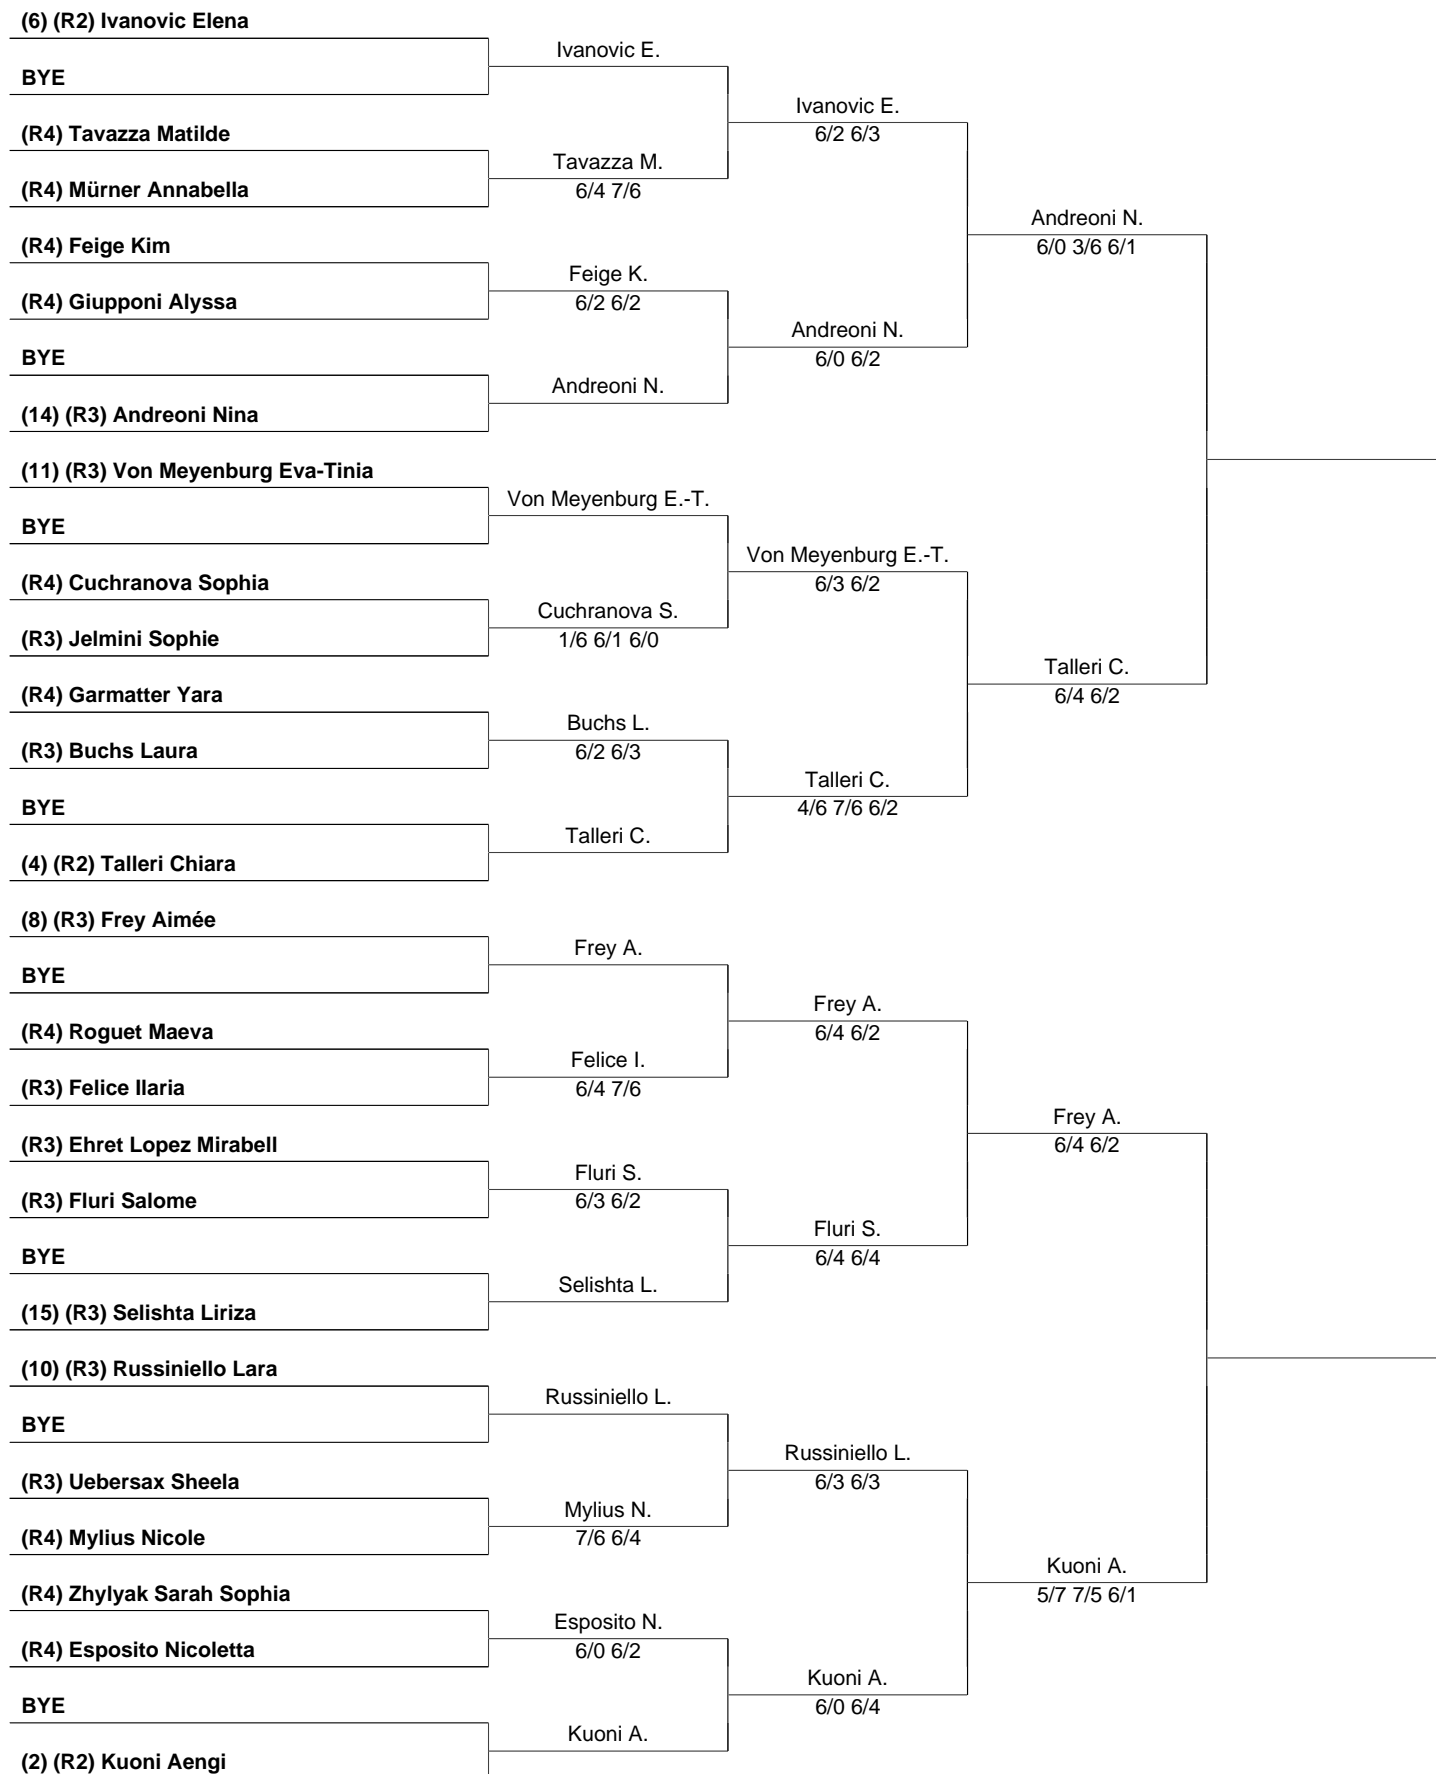 (6) (R2) Ivanovic Elena
Ivanovic E.
BYE
Ivanovic E.
6/2 6/3
(R4) Tavazza Matilde
Tavazza M.
6/4 7/6
(R4) Mürner Annabella
Andreoni N.
6/0 3/6 6/1
(R4) Feige Kim
Feige K.
6/2 6/2
(R4) Giupponi Alyssa
Andreoni N.
6/0 6/2
BYE
Andreoni N.
(14) (R3) Andreoni Nina
(11) (R3) Von Meyenburg Eva-Tinia
Von Meyenburg E.-T.
BYE
Von Meyenburg E.-T.
6/3 6/2
(R4) Cuchranova Sophia
Cuchranova S.
1/6 6/1 6/0
(R3) Jelmini Sophie
Talleri C.
6/4 6/2
(R4) Garmatter Yara
Buchs L.
6/2 6/3
(R3) Buchs Laura
Talleri C.
4/6 7/6 6/2
BYE
Talleri C.
(4) (R2) Talleri Chiara
(8) (R3) Frey Aimée
Frey A.
BYE
Frey A.
6/4 6/2
(R4) Roguet Maeva
Felice I.
6/4 7/6
(R3) Felice Ilaria
Frey A.
6/4 6/2
(R3) Ehret Lopez Mirabell
Fluri S.
6/3 6/2
(R3) Fluri Salome
Fluri S.
6/4 6/4
BYE
Selishta L.
(15) (R3) Selishta Liriza
(10) (R3) Russiniello Lara
Russiniello L.
BYE
Russiniello L.
6/3 6/3
(R3) Uebersax Sheela
Mylius N.
7/6 6/4
(R4) Mylius Nicole
Kuoni A.
5/7 7/5 6/1
(R4) Zhylyak Sarah Sophia
Esposito N.
6/0 6/2
(R4) Esposito Nicoletta
Kuoni A.
6/0 6/4
BYE
Kuoni A.
(2) (R2) Kuoni Aengi